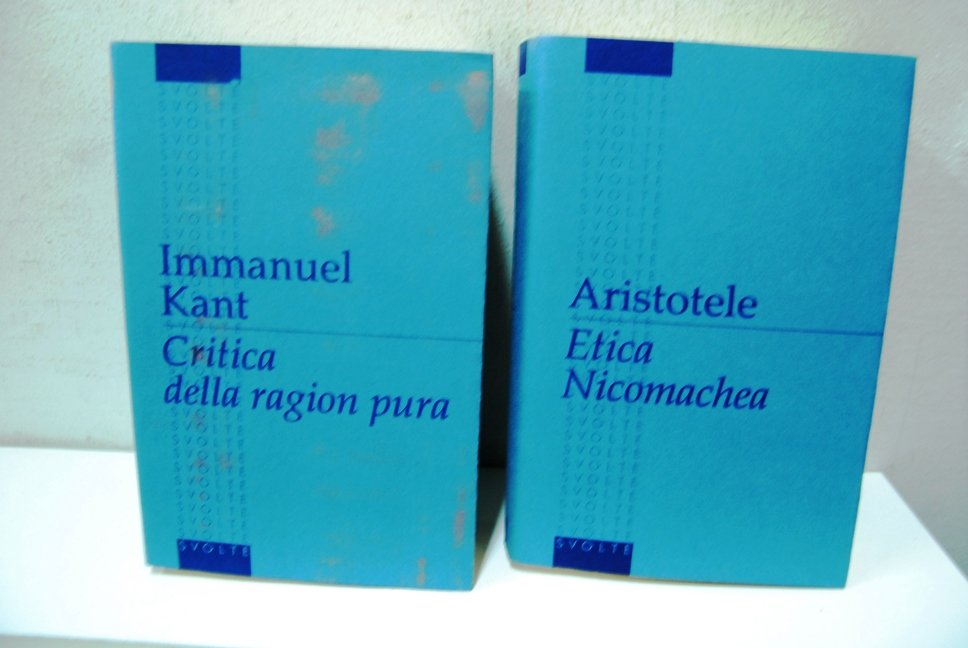 Immanuel
Kant
Critica
della ragion pura
SVOLTE
Aristotele
Etica
Nicomachea
SVOLTE